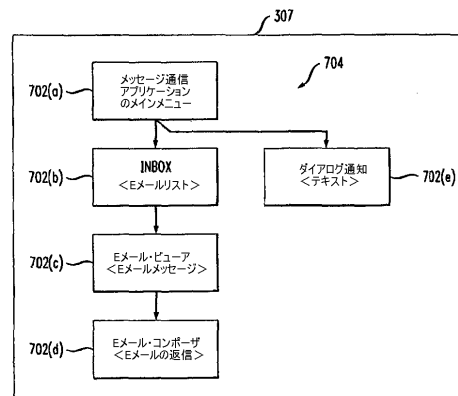 307
704
702(a)
メッセージ通信
アプリケーション
のメインメニュー
702(b)
INBOX
<Eメールリスト>
ダイアログ通知
<テキスト>
702(e)
702(c)
Eメール・ビューア
<Eメールメッセージ>
702(d)
Eメール・コンポーザ
<Eメールの返信>